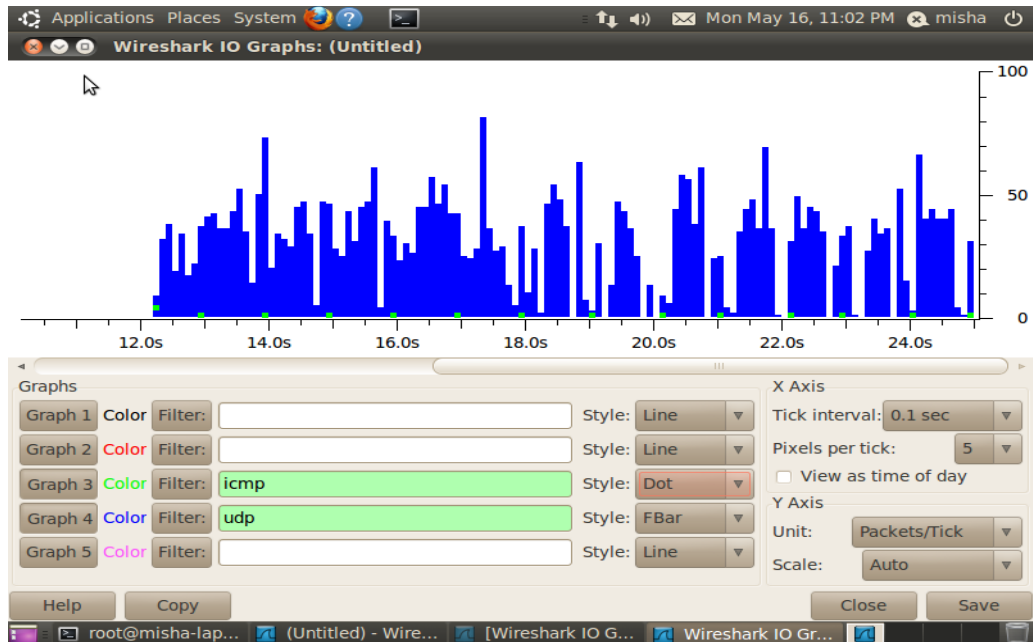 Applications Places System Mon May 16, 11:02 PM misha
Wireshark IO Graphs: (Untitled)
100
50
0
12.0s 14.0s 16.0s 18.0s 20.0s 22.0s 24.0s
Graphs
Graph 1 Color Filter: Style: Line
Graph 2 Color Filter: Style: Line
Graph 3 Color Filter: icmp Style: Dot
Graph 4 Color Filter: udp Style: FBar
Graph 5 Color Filter: Style: Line
X Axis
Tick interval: 0.1 sec
Pixels per tick: 5
View as time of day
Y Axis
Unit: Packets/Tick
Scale: Auto
Help Copy Close Save
root@misha-lap... (Untitled) - Wire... [Wireshark IO G... Wireshark IO Gr...